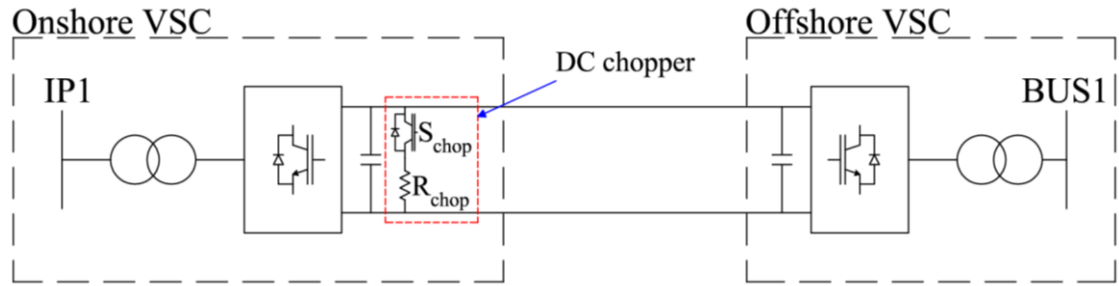 Onshore VSC
Offshore VSC
DC chopper
IP1
BUS1
Schop
Rchop